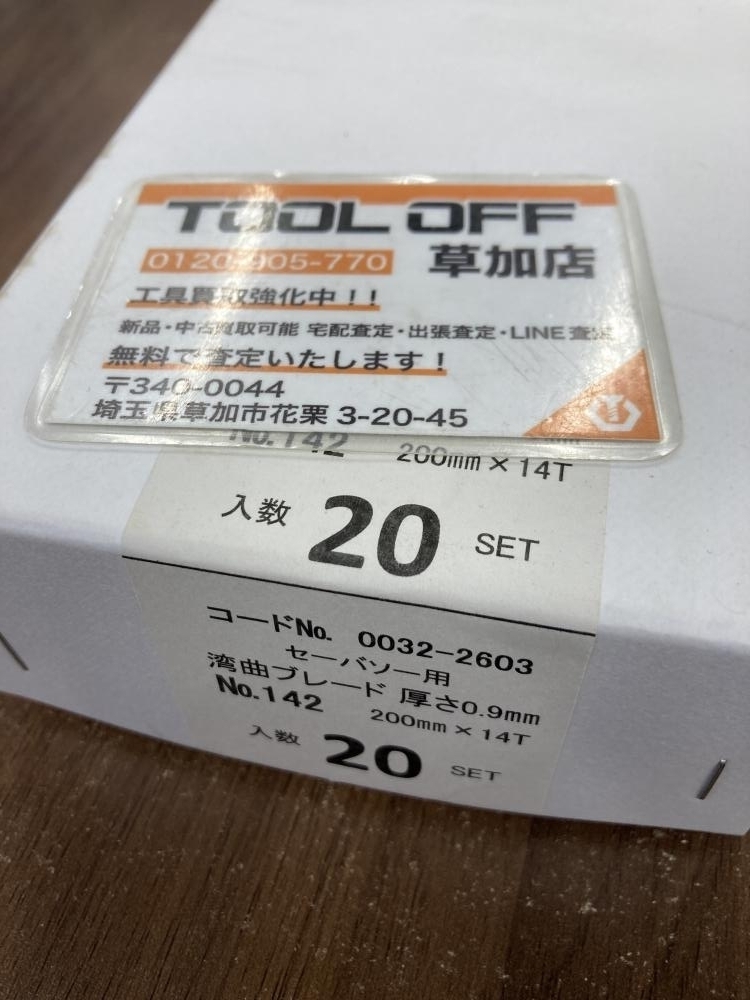 TOOL OFF
0120-905-770 草加店
工具買取強化中!!
新品・中古買取可能 宅配査定・出張査定・LINE査定
無料で査定いたします!
〒340-0044
埼玉県草加市花栗 3-20-45
No.142 200mm×14T
入数 20 SET
コードNo. 0032-2603
セーバソー用
湾曲ブレード 厚さ0.9mm
No.142 200mm×14T
入数 20 SET